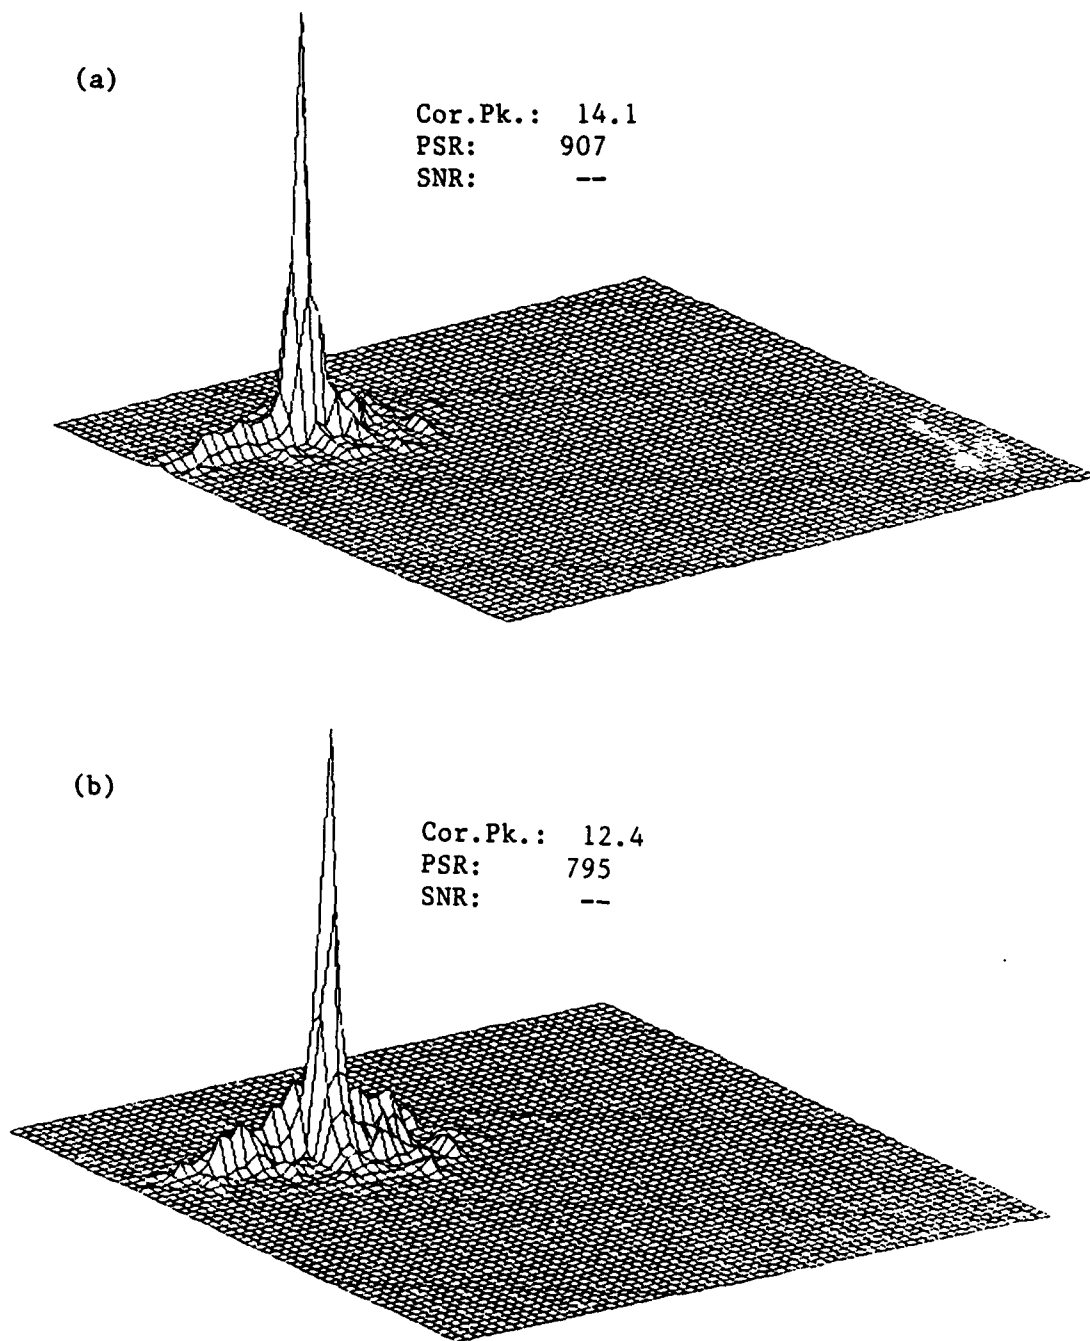 (a)
Cor.Pk.: 14.1
PSR: 907
SNR: --
(b)
Cor.Pk.: 12.4
PSR: 795
SNR: --